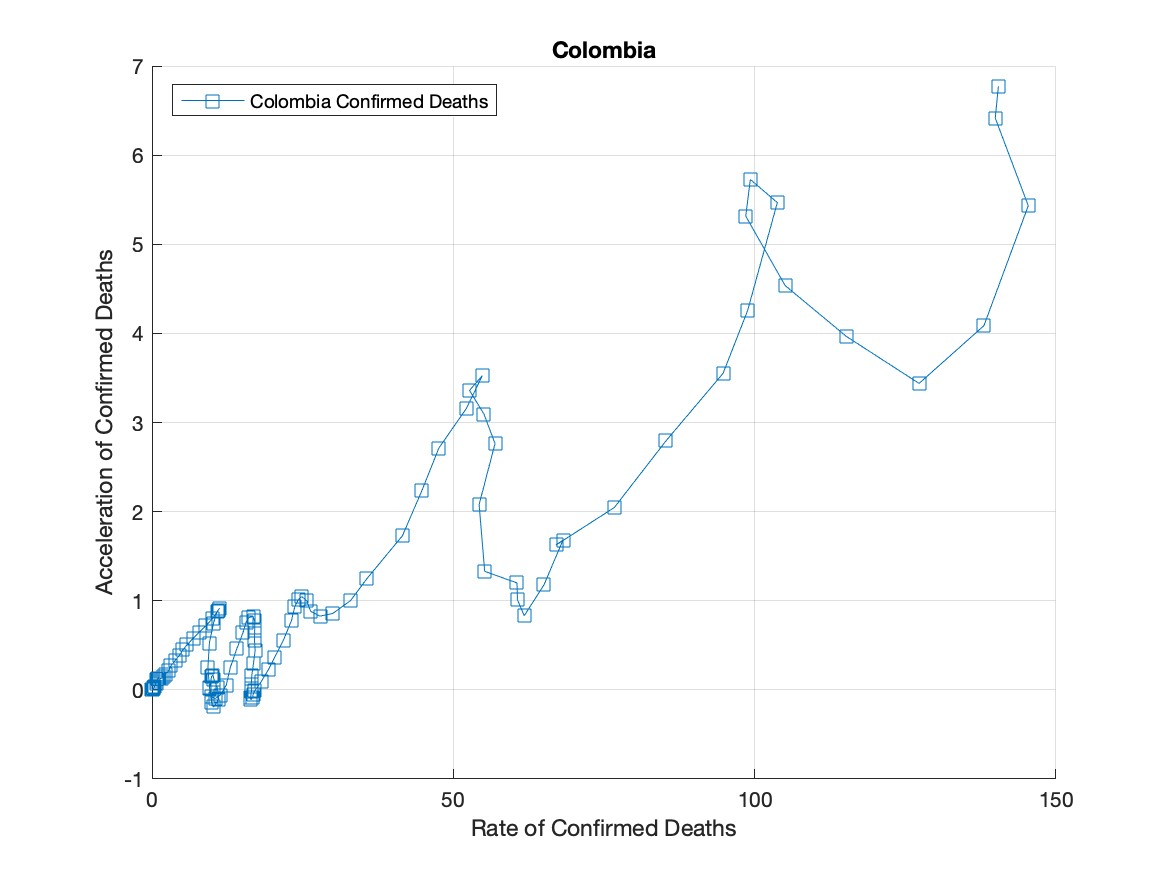 Colombia
7
Colombia Confirmed Deaths
6
5
4
3
2
1
0
-1
Acceleration of Confirmed Deaths
0 50 100 150
Rate of Confirmed Deaths